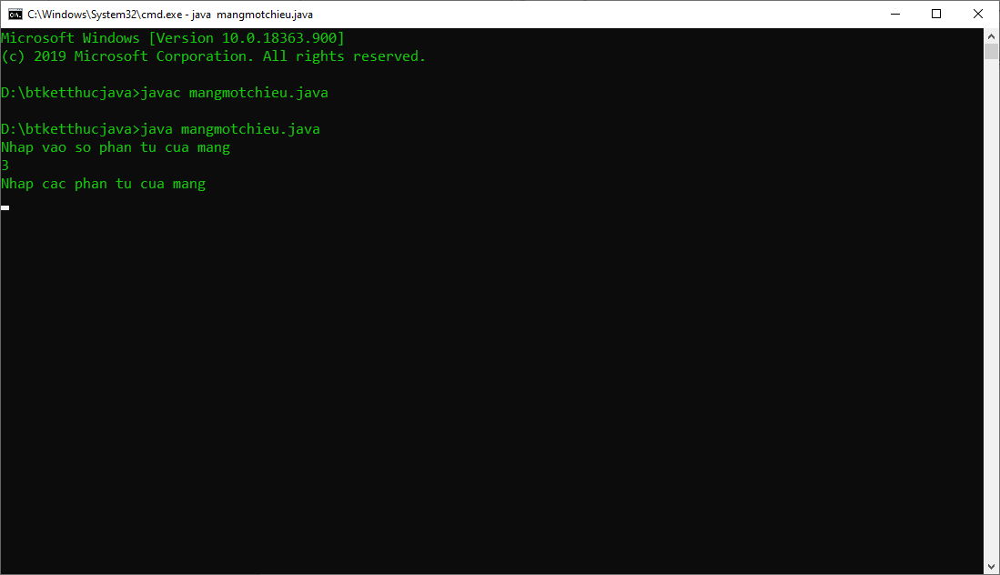 C:\Windows\System32\cmd.exe - java  mangmotchieu.java
Microsoft Windows [Version 10.0.18363.900]
(c) 2019 Microsoft Corporation. All rights reserved.
D:\btketthucjava>javac mangmotchieu.java
D:\btketthucjava>java mangmotchieu.java
Nhap vao so phan tu cua mang
3
Nhap cac phan tu cua mang